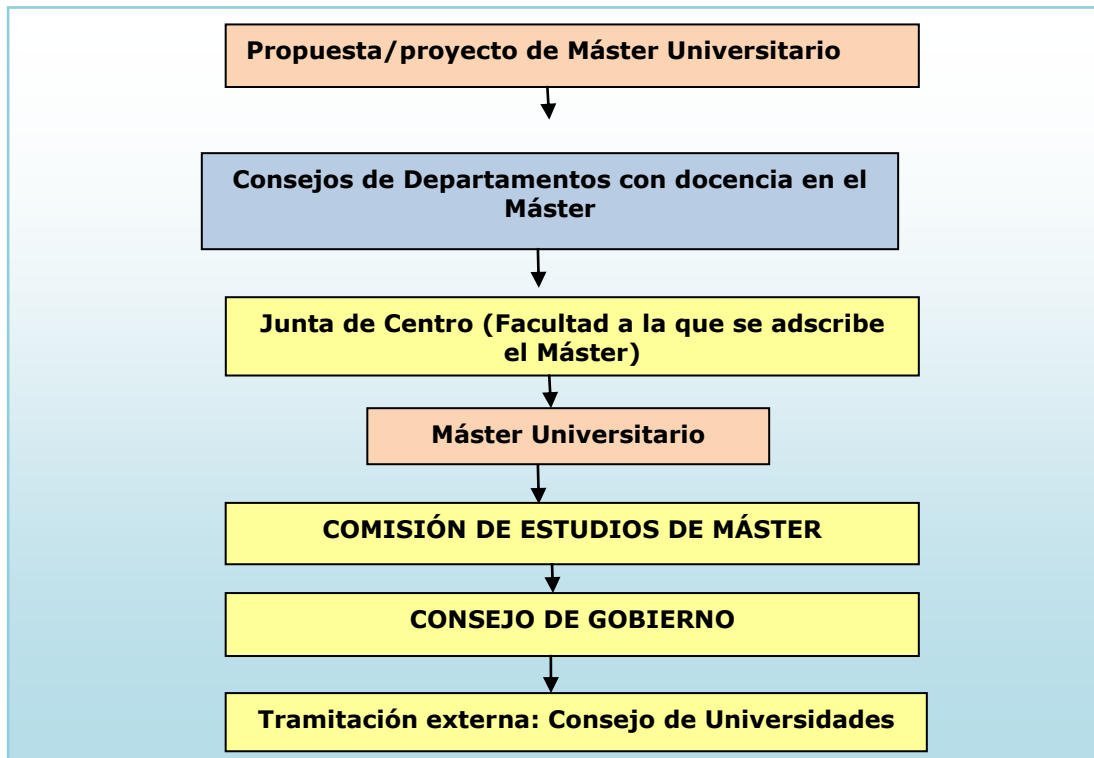 Propuesta/proyecto de Máster Universitario
Consejos de Departamentos con docencia en el
Máster
Junta de Centro (Facultad a la que se adscribe
el Máster)
Máster Universitario
COMISIÓN DE ESTUDIOS DE MÁSTER
CONSEJO DE GOBIERNO
Tramitación externa: Consejo de Universidades